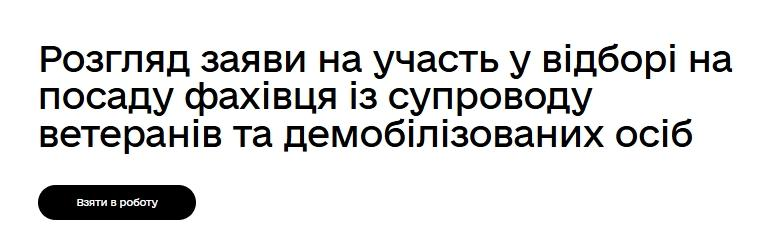 Розгляд заяви на участь у відборі на
посаду фахівця із супроводу
ветеранів та демобілізованих осіб
Взяти в роботу